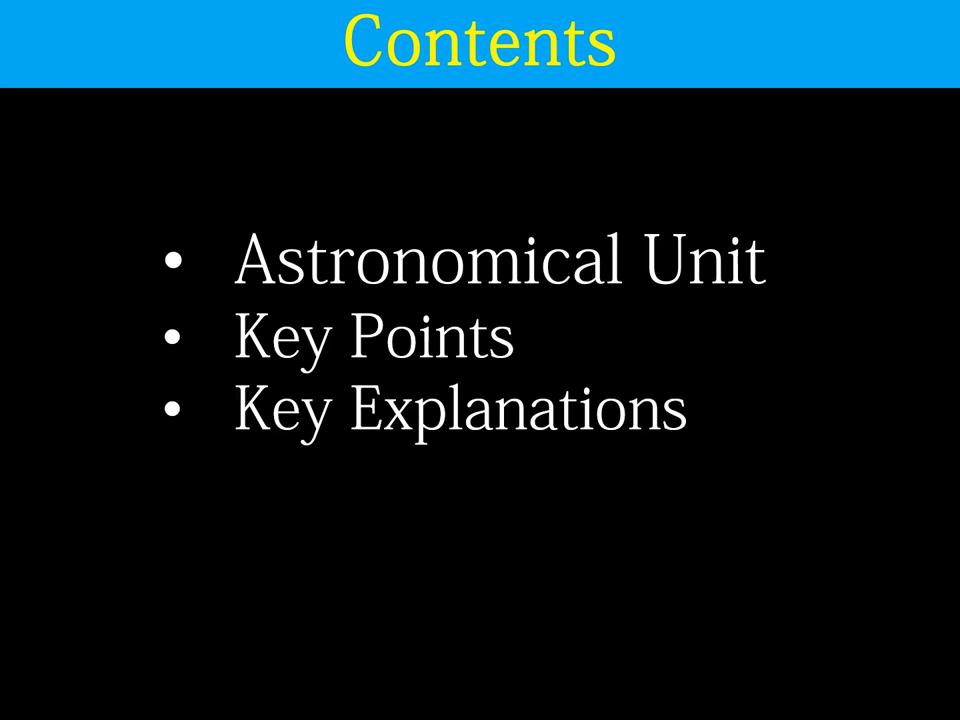 Contents
• Astronomical Unit
• Key Points
• Key Explanations